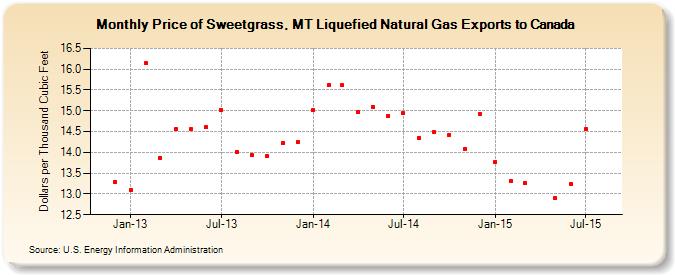 Monthly Price of Sweetgrass, MT Liquefied Natural Gas Exports to Canada
Dollars per Thousand Cubic Feet
16.5
16.0
15.5
15.0
14.5
14.0
13.5
13.0
12.5
Jan-13
Jul-13
Jan-14
Jul-14
Jan-15
Jul-15
Source: U.S. Energy Information Administration